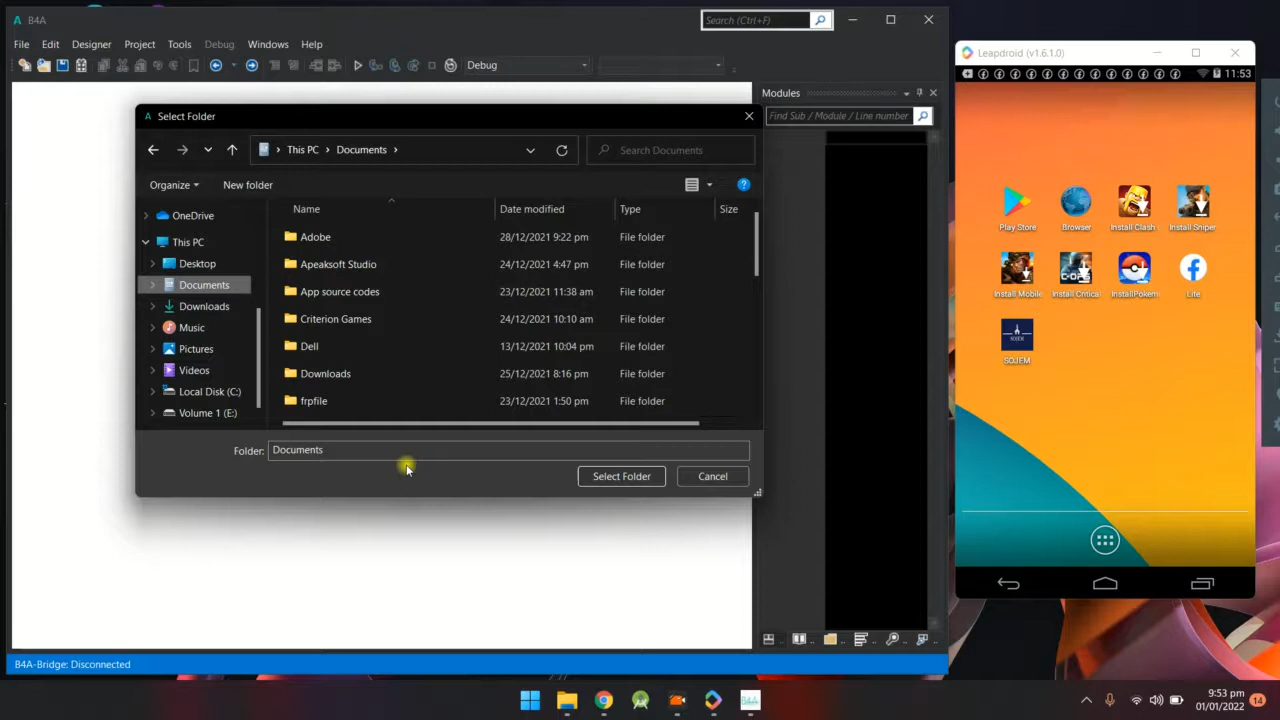 B4A
Search (Ctrl+F)
File Edit Designer Project Tools Debug Windows Help
Debug
Modules
Find Sub / Module / Line number
Select Folder
This PC > Documents >
Search Documents
Organize
New folder
Name Date modified Type Size
OneDrive
This PC
Desktop
Documents
Downloads
Music
Pictures
Videos
Local Disk (C:)
Volume 1 (E:)
Adobe 28/12/2021 9:22 pm File folder
Apeaksoft Studio 24/12/2021 4:47 pm File folder
App source codes 23/12/2021 11:38 am File folder
Criterion Games 24/12/2021 10:10 am File folder
Dell 13/12/2021 10:04 pm File folder
Downloads 25/12/2021 8:16 pm File folder
frpfile 23/12/2021 1:50 pm File folder
Folder: Documents
Select Folder Cancel
B4A-Bridge: Disconnected
Leapdroid (v1.6.1.0)
11:53
Play Store Browser Install Clash Install Sniper
Install Mobile Install Critical InstallPokem Lite
SOJEM
9:53 pm
01/01/2022
14